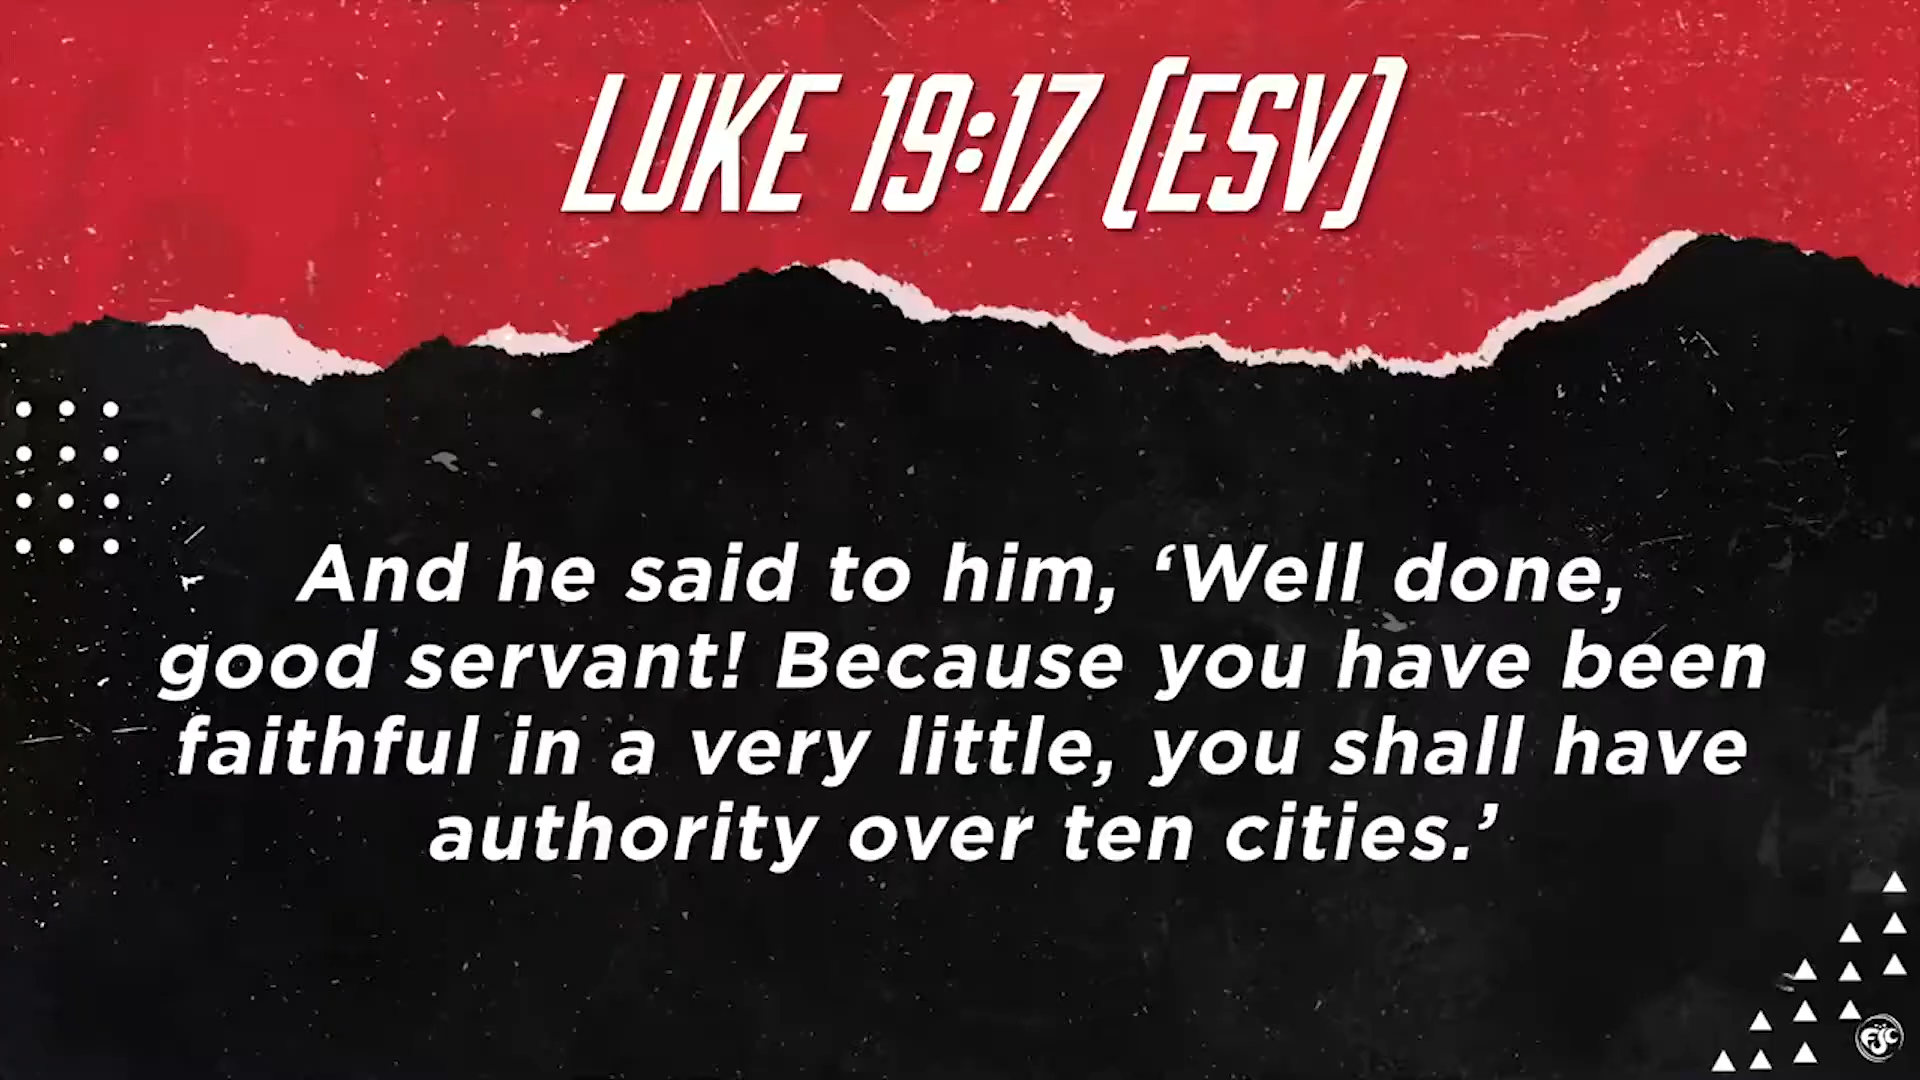 LUKE 19:17 (ESV)
And he said to him, ‘Well done,
good servant! Because you have been
faithful in a very little, you shall have
authority over ten cities.’
FJC